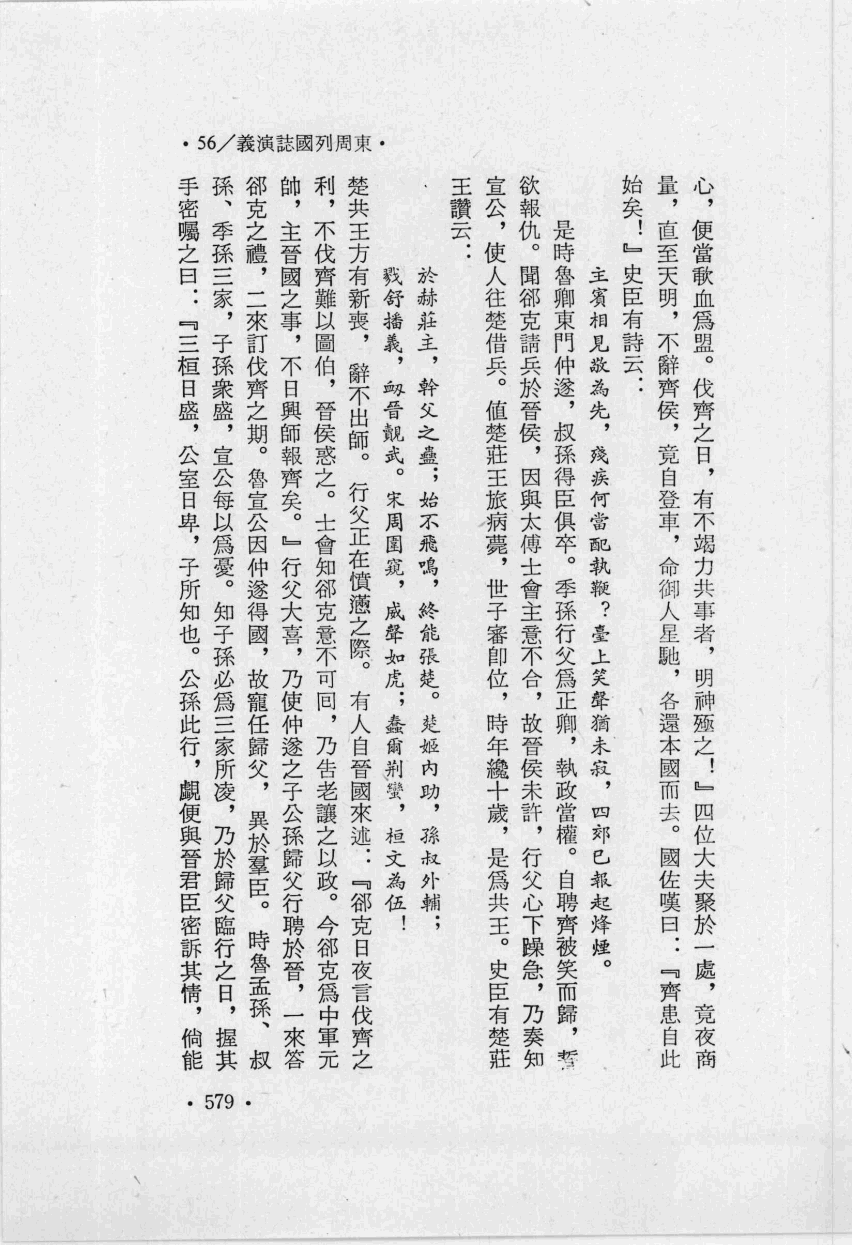 •東周列國誌演義/56•
心，便當歃血爲盟。伐齊之日，有不竭力共事者，明神殛之！』四位大夫聚於一處，竟夜商
量，直至天明，不辭齊侯，竟自登車，命御人星馳，各還本國而去。國佐嘆曰：『齊患自此
始矣！』史臣有詩云：
主賓相見敬為先，殘疾何當配執鞭？臺上笑聲猶未寂，四郊已報起烽煙。
是時魯卿東門仲遂，叔孫得臣俱卒。季孫行父爲正卿，執政當權。自聘齊被笑而歸，誓
欲報仇。聞郤克請兵於晉侯，因與太傅士會主意不合，故晉侯未許，行父心下躁急，乃奏知
宣公，使人往楚借兵。値楚莊王旅病薨，世子審卽位，時年纔十歲，是爲共王。史臣有楚莊
王讚云：
於赫莊主，幹父之蠱；始不飛鳴，終能張楚。楚姬內助，孫叔外輔；
戮舒播義，衂晉覿武。宋周圍窺，威聲如虎；蠢爾荆蠻，桓文為伍！
楚共王方有新喪，辭不出師。行父正在憤懣之際。有人自晉國來述：『郤克日夜言伐齊之
利，不伐齊難以圖伯，晉侯惑之。士會知郤克意不可囘，乃告老讓之以政。今郤克爲中軍元
帥，主晉國之事，不日興師報齊矣。』行父大喜，乃使仲遂之子公孫歸父行聘於晉，一來答
郤克之禮，二來訂伐齊之期。魯宣公因仲遂得國，故寵任歸父，異於羣臣。時魯孟孫、叔
孫、季孫三家，子孫衆盛，宣公每以爲憂。知子孫必爲三家所凌，乃於歸父臨行之日，握其
手密囑之曰：『三桓日盛，公室日卑，子所知也。公孫此行，覷便與晉君臣密訴其情，倘能
•579•